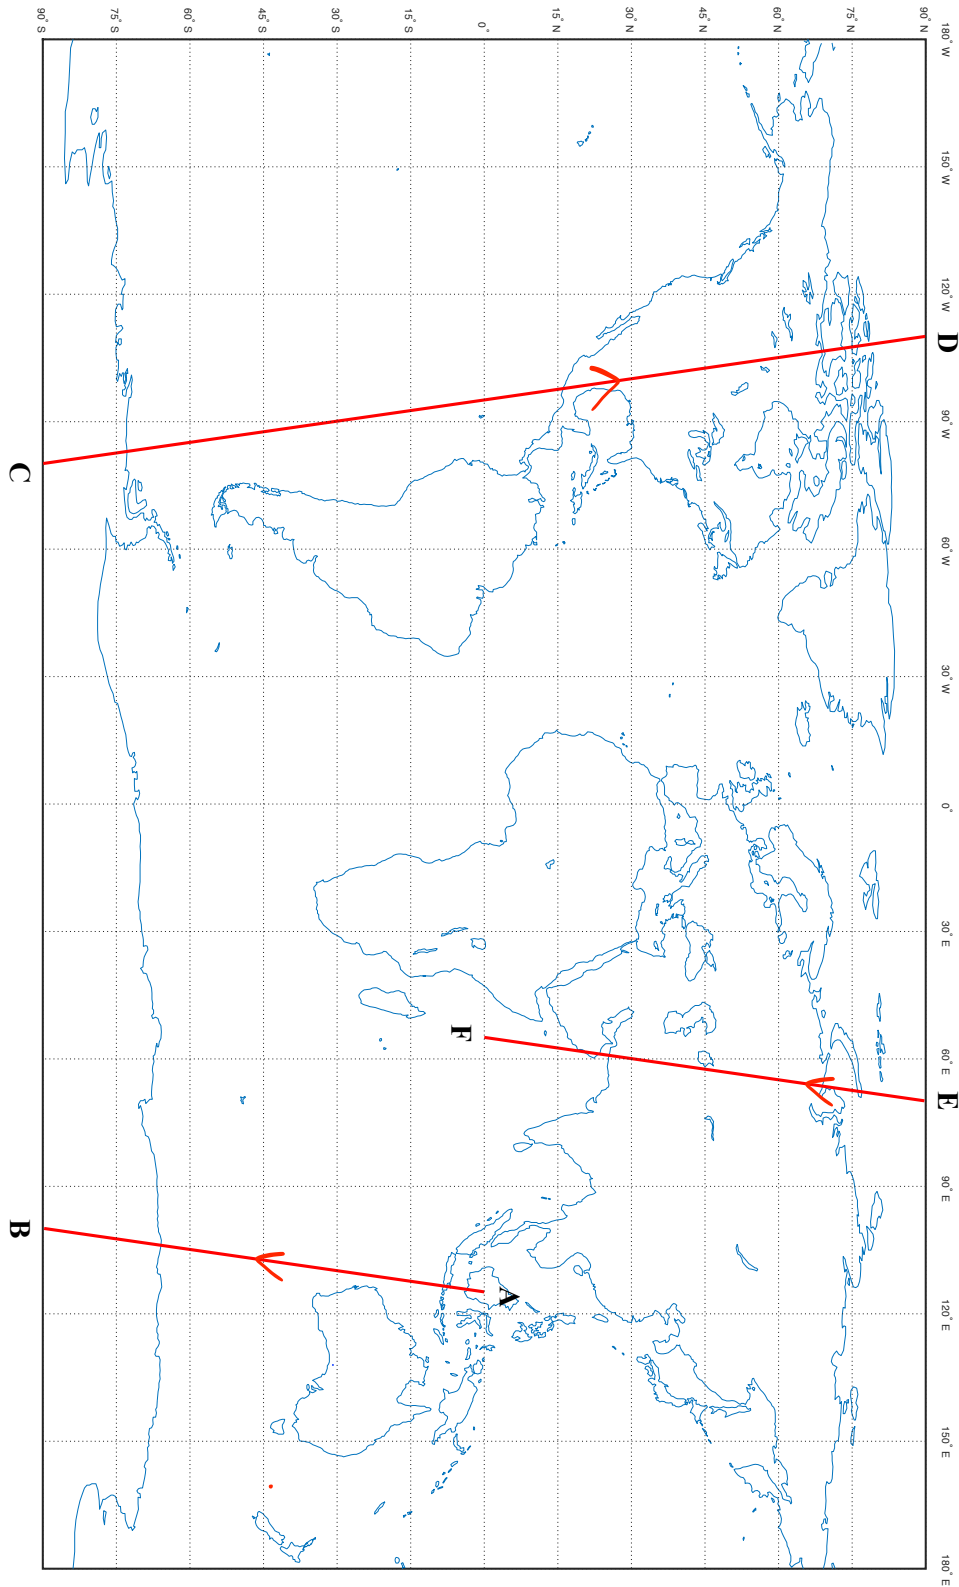 90° S
75° S
60° S
45° S
30° S
15° S
0°
15° N
30° N
45° N
60° N
75° N
90° N
180° W
150° W
120° W
90° W
60° W
30° W
0°
30° E
60° E
90° E
120° E
150° E
180° E
D
C
F
E
B
A